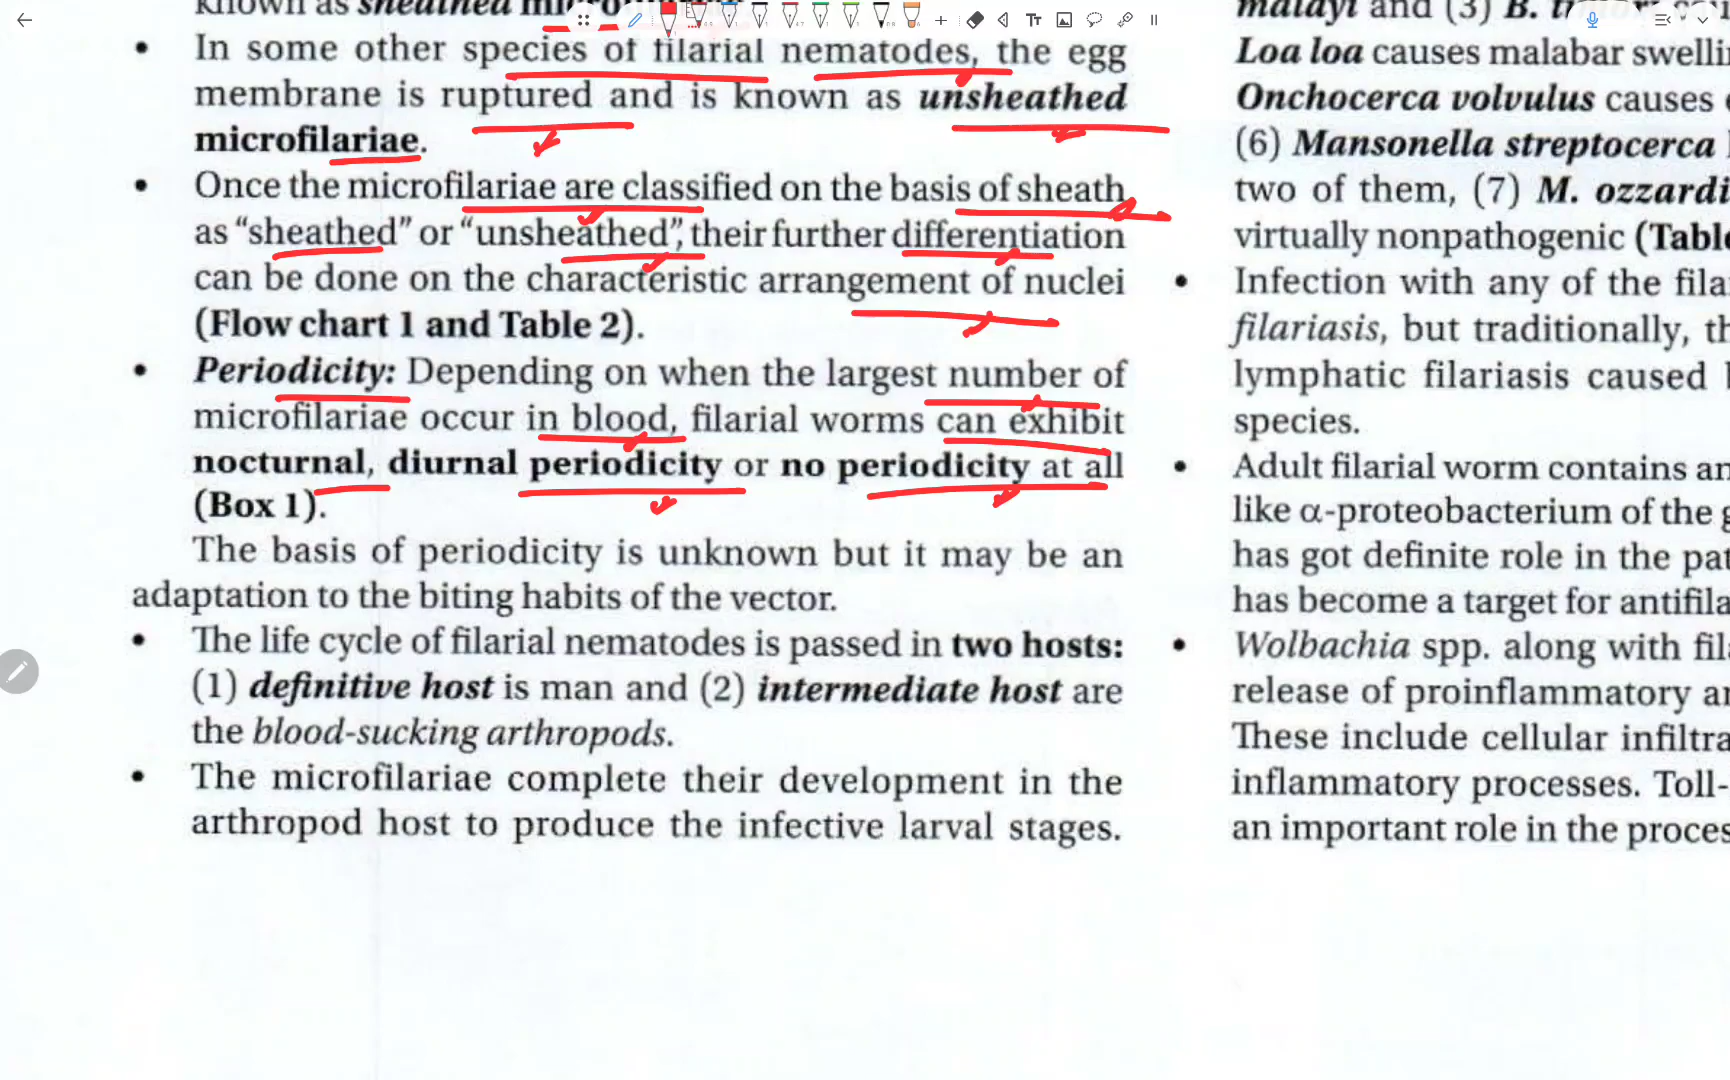 known as sheathed
• In some other species of filarial nematodes, the egg
membrane is ruptured and is known as unsheathed
microfilariae.
• Once the microfilariae are classified on the basis of sheath
as “sheathed” or “unsheathed”, their further differentiation
can be done on the characteristic arrangement of nuclei
(Flow chart 1 and Table 2).
• Periodicity: Depending on when the largest number of
microfilariae occur in blood, filarial worms can exhibit
nocturnal, diurnal periodicity or no periodicity at all
(Box 1).
The basis of periodicity is unknown but it may be an
adaptation to the biting habits of the vector.
• The life cycle of filarial nematodes is passed in two hosts:
(1) definitive host is man and (2) intermediate host are
the blood-sucking arthropods.
• The microfilariae complete their development in the
arthropod host to produce the infective larval stages.
malayi and (3) B.
Loa loa causes malabar
Onchocerca volvulus causes
(6) Mansonella streptocerca
two of them, (7) M. ozzardi
virtually nonpathogenic
• Infection with any of the
filariasis, but traditionally,
lymphatic filariasis caused
species.
• Adult filarial worm contains
like α-proteobacterium of the
has got definite role in the
has become a target for
• Wolbachia spp. along with
release of proinflammatory
These include cellular
inflammatory processes. Toll-
an important role in the
Tт